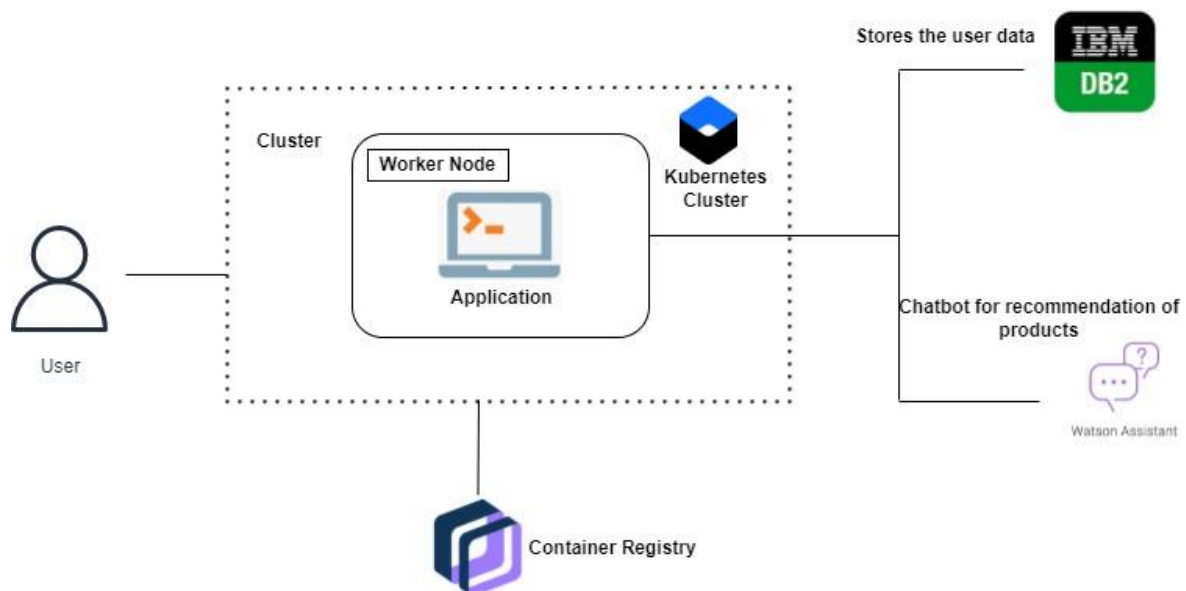 Stores the user data
IBM
DB2
Cluster
Worker Node
Kubernetes
Cluster
Application
User
Chatbot for recommendation of
products
Watson Assistant
Container Registry